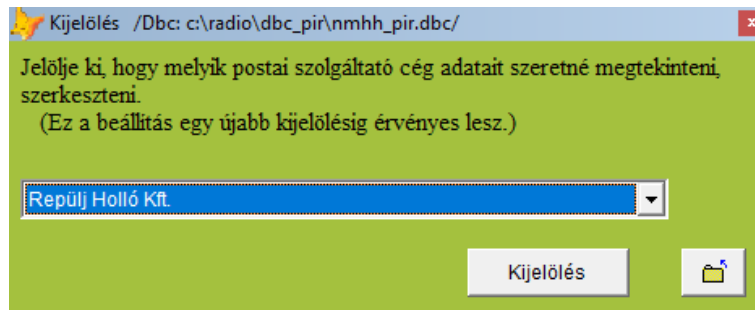 Kijelölés /Dbc: c:\radio\dbc_pir\nmhh_pir.dbc/
Jelölje ki, hogy melyik postai szolgáltató cég adatait szeretné megtekinteni,
szerkeszteni.
(Ez a beállítás egy újabb kijelölésig érvényes lesz.)
Repülj Holló Kft.
Kijelölés